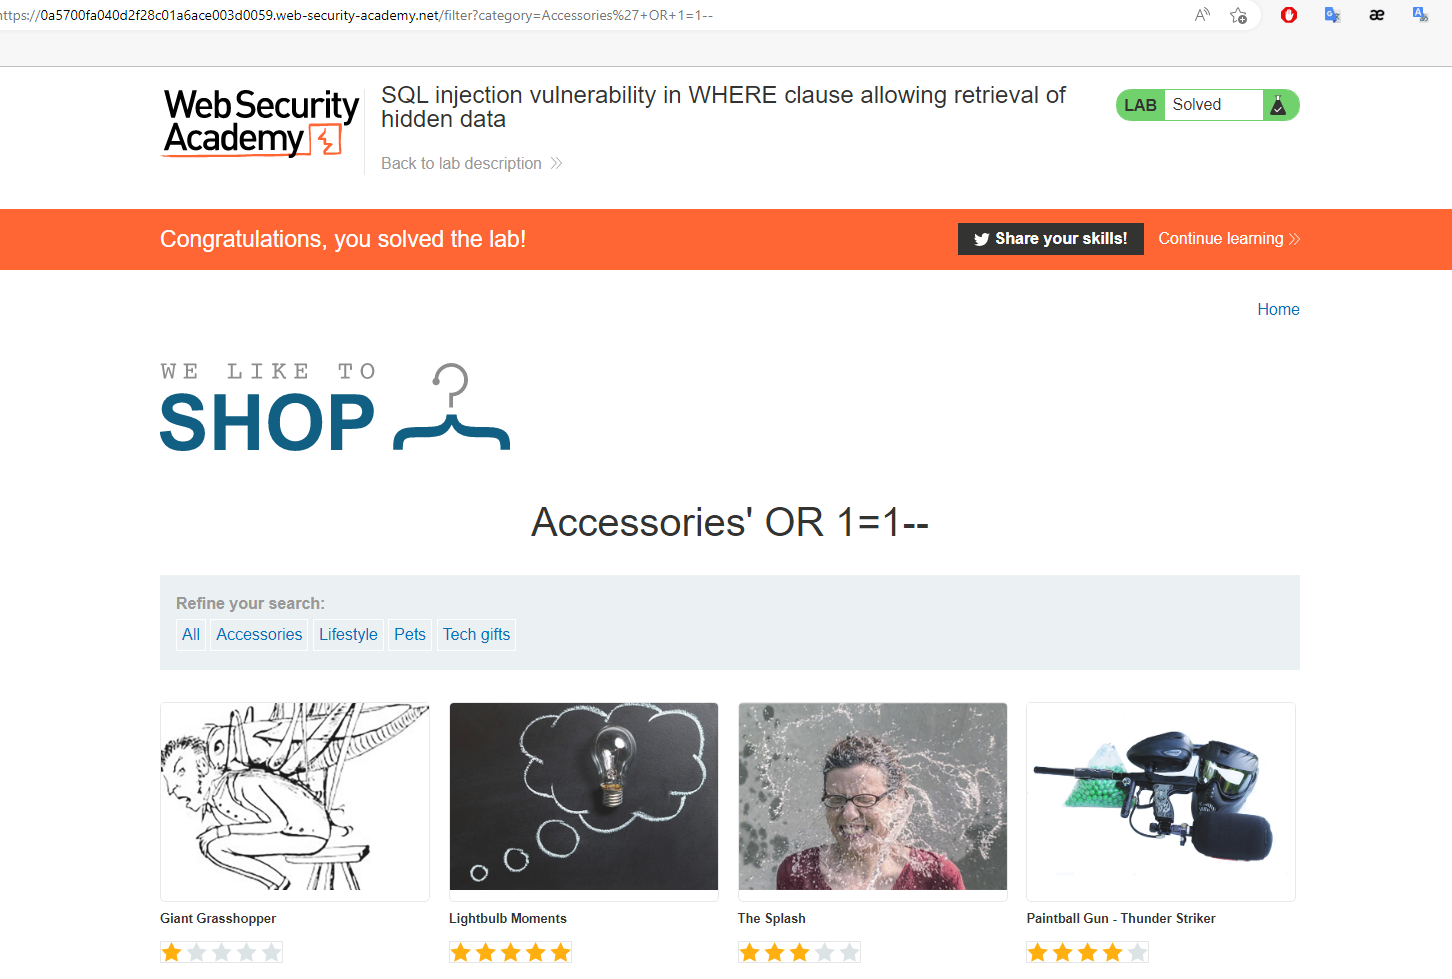 https://0a5700fa040d2f28c01a6ace003d0059.web-security-academy.net/filter?category=Accessories%27+OR+1=1--
Web Security
Academy
SQL injection vulnerability in WHERE clause allowing retrieval of
hidden data
Back to lab description
LAB Solved
Congratulations, you solved the lab!
Share your skills!
Continue learning
Home
WE LIKE TO
SHOP
Accessories' OR 1=1--
Refine your search:
All Accessories Lifestyle Pets Tech gifts
Giant Grasshopper
Lightbulb Moments
The Splash
Paintball Gun - Thunder Striker